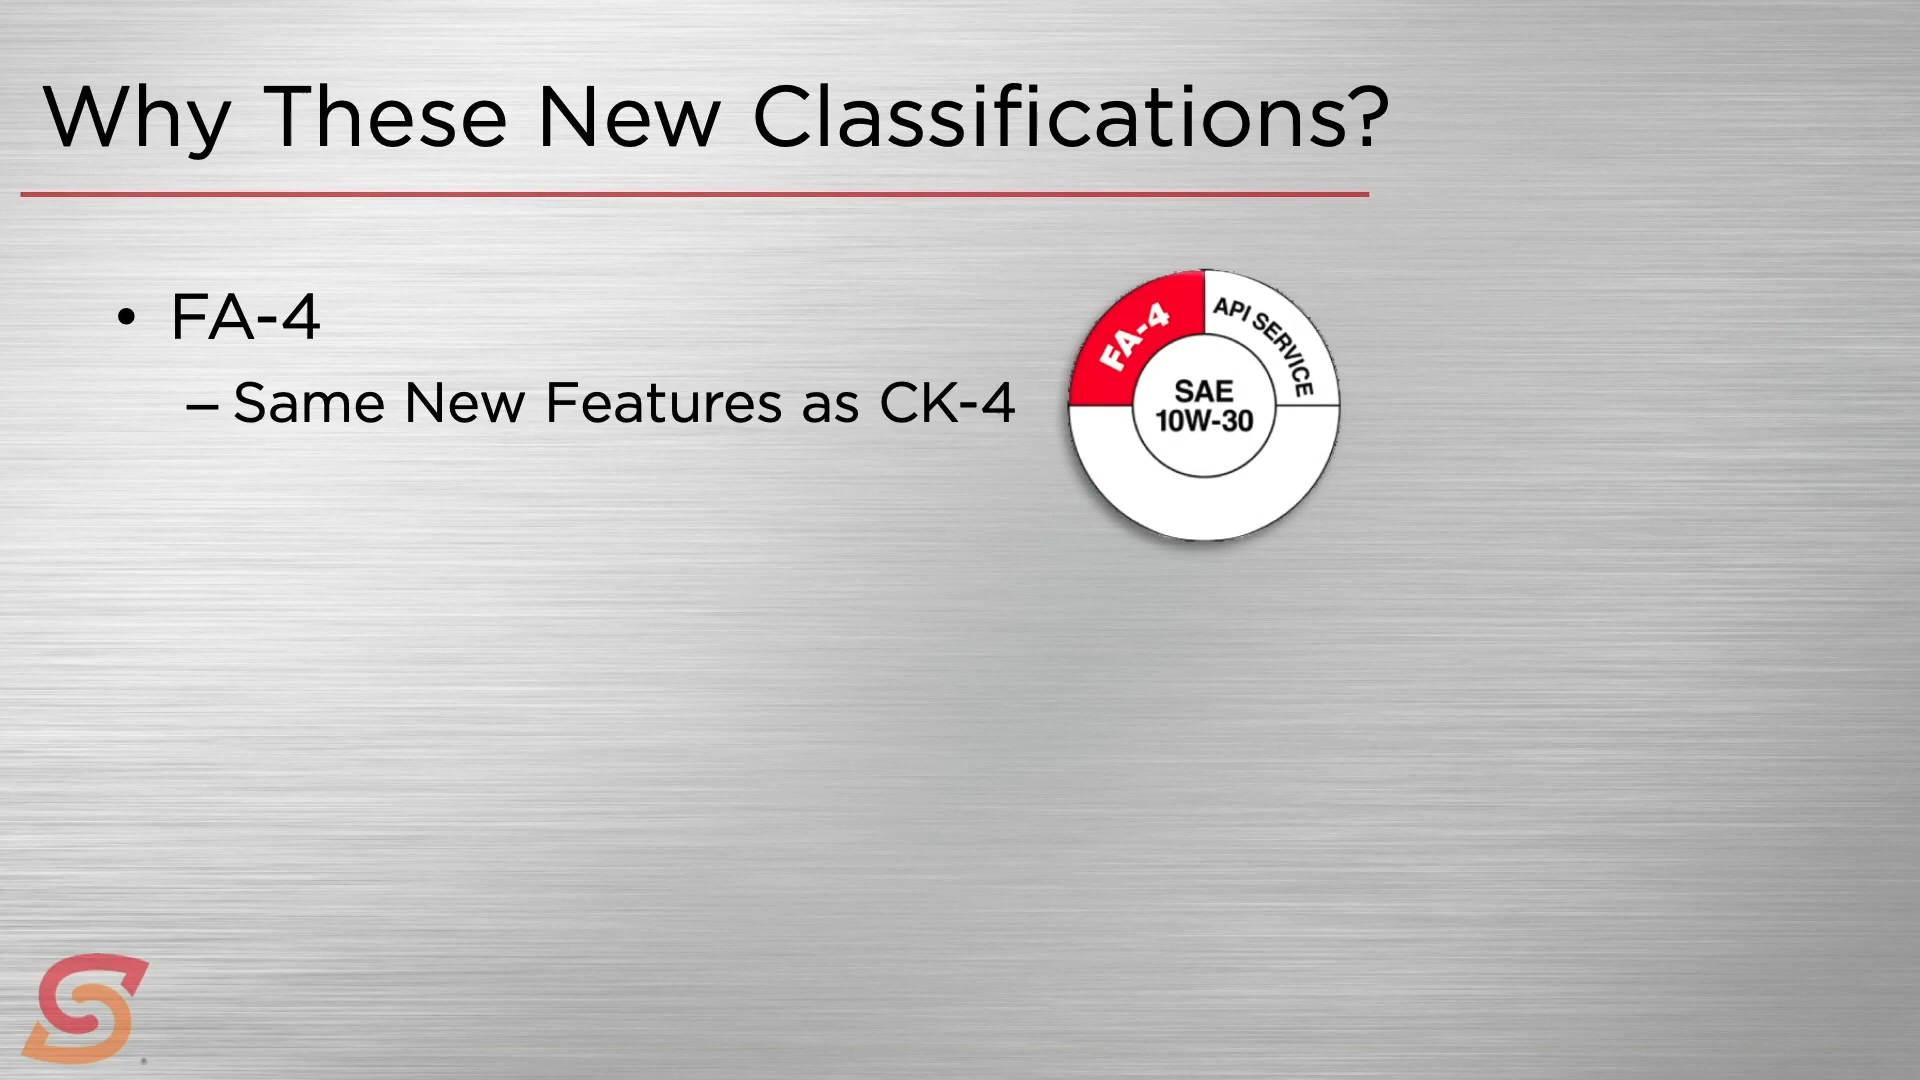 Why These New Classifications?
• FA-4
– Same New Features as CK-4
FA-4
API SERVICE
SAE
10W-30